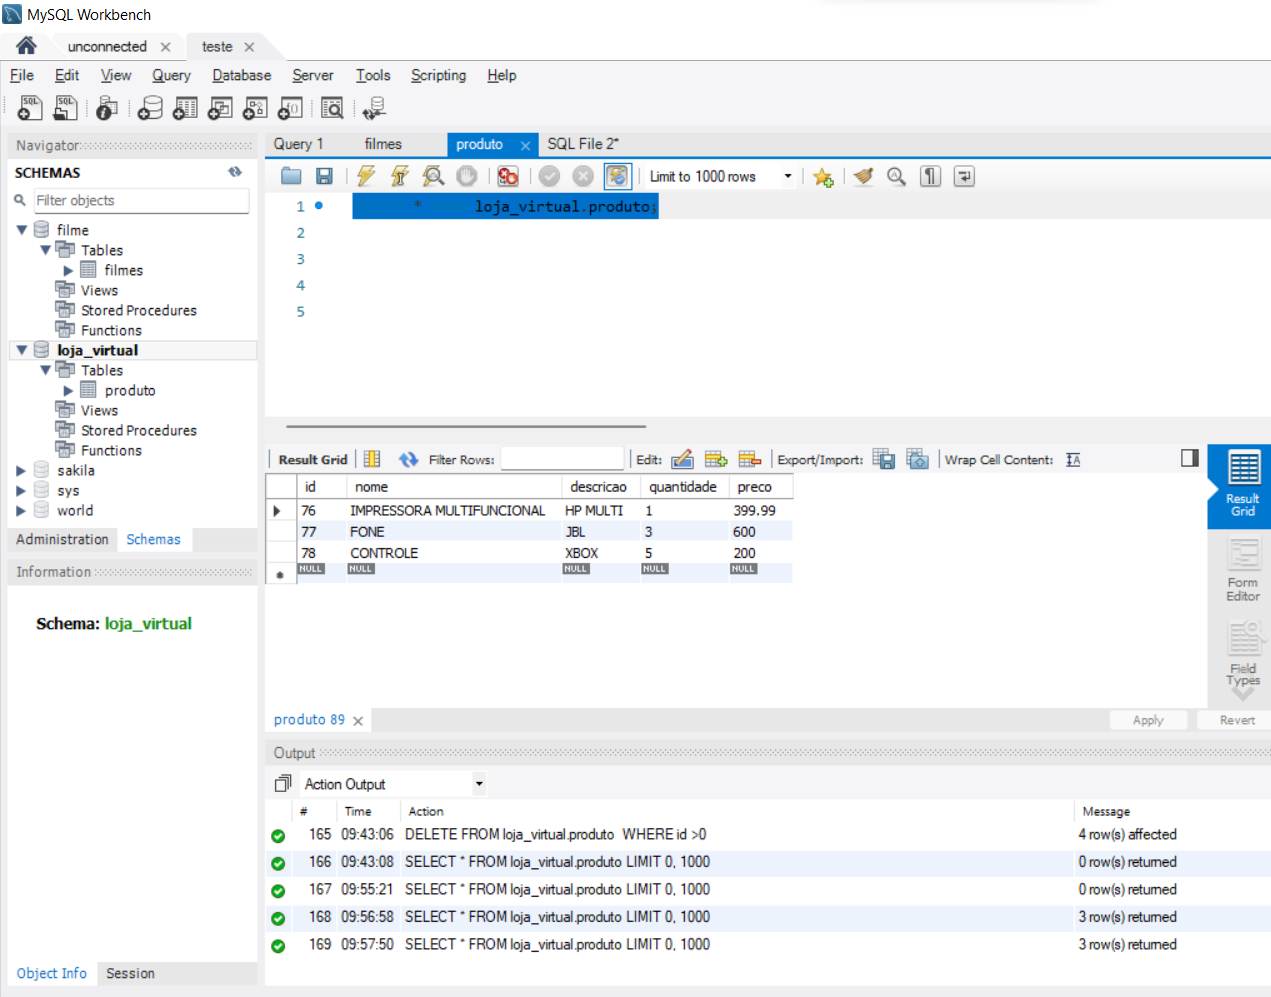 MySQL Workbench
unconnected
teste
File Edit View Query Database Server Tools Scripting Help
Navigator
SCHEMAS
Filter objects
filme
Tables
filmes
Views
Stored Procedures
Functions
loja_virtual
Tables
produto
Views
Stored Procedures
Functions
sakila
sys
world
Administration Schemas
Information
Schema: loja_virtual
Object Info Session
Query 1 filmes produto SQL File 2*
Limit to 1000 rows
1 * loja_virtual.produto;
2
3
4
5
Result Grid Filter Rows: Edit: Export/Import: Wrap Cell Content:
id nome descricao quantidade preco
76 IMPRESSORA MULTIFUNCIONAL HP MULTI 1 399.99
77 FONE JBL 3 600
78 CONTROLE XBOX 5 200
NULL NULL NULL NULL NULL
Result
Grid
Form
Editor
Field
Types
produto 89
Apply Revert
Output
Action Output
# Time Action Message
165 09:43:06 DELETE FROM loja_virtual.produto WHERE id >0 4 row(s) affected
166 09:43:08 SELECT * FROM loja_virtual.produto LIMIT 0, 1000 0 row(s) returned
167 09:55:21 SELECT * FROM loja_virtual.produto LIMIT 0, 1000 0 row(s) returned
168 09:56:58 SELECT * FROM loja_virtual.produto LIMIT 0, 1000 3 row(s) returned
169 09:57:50 SELECT * FROM loja_virtual.produto LIMIT 0, 1000 3 row(s) returned